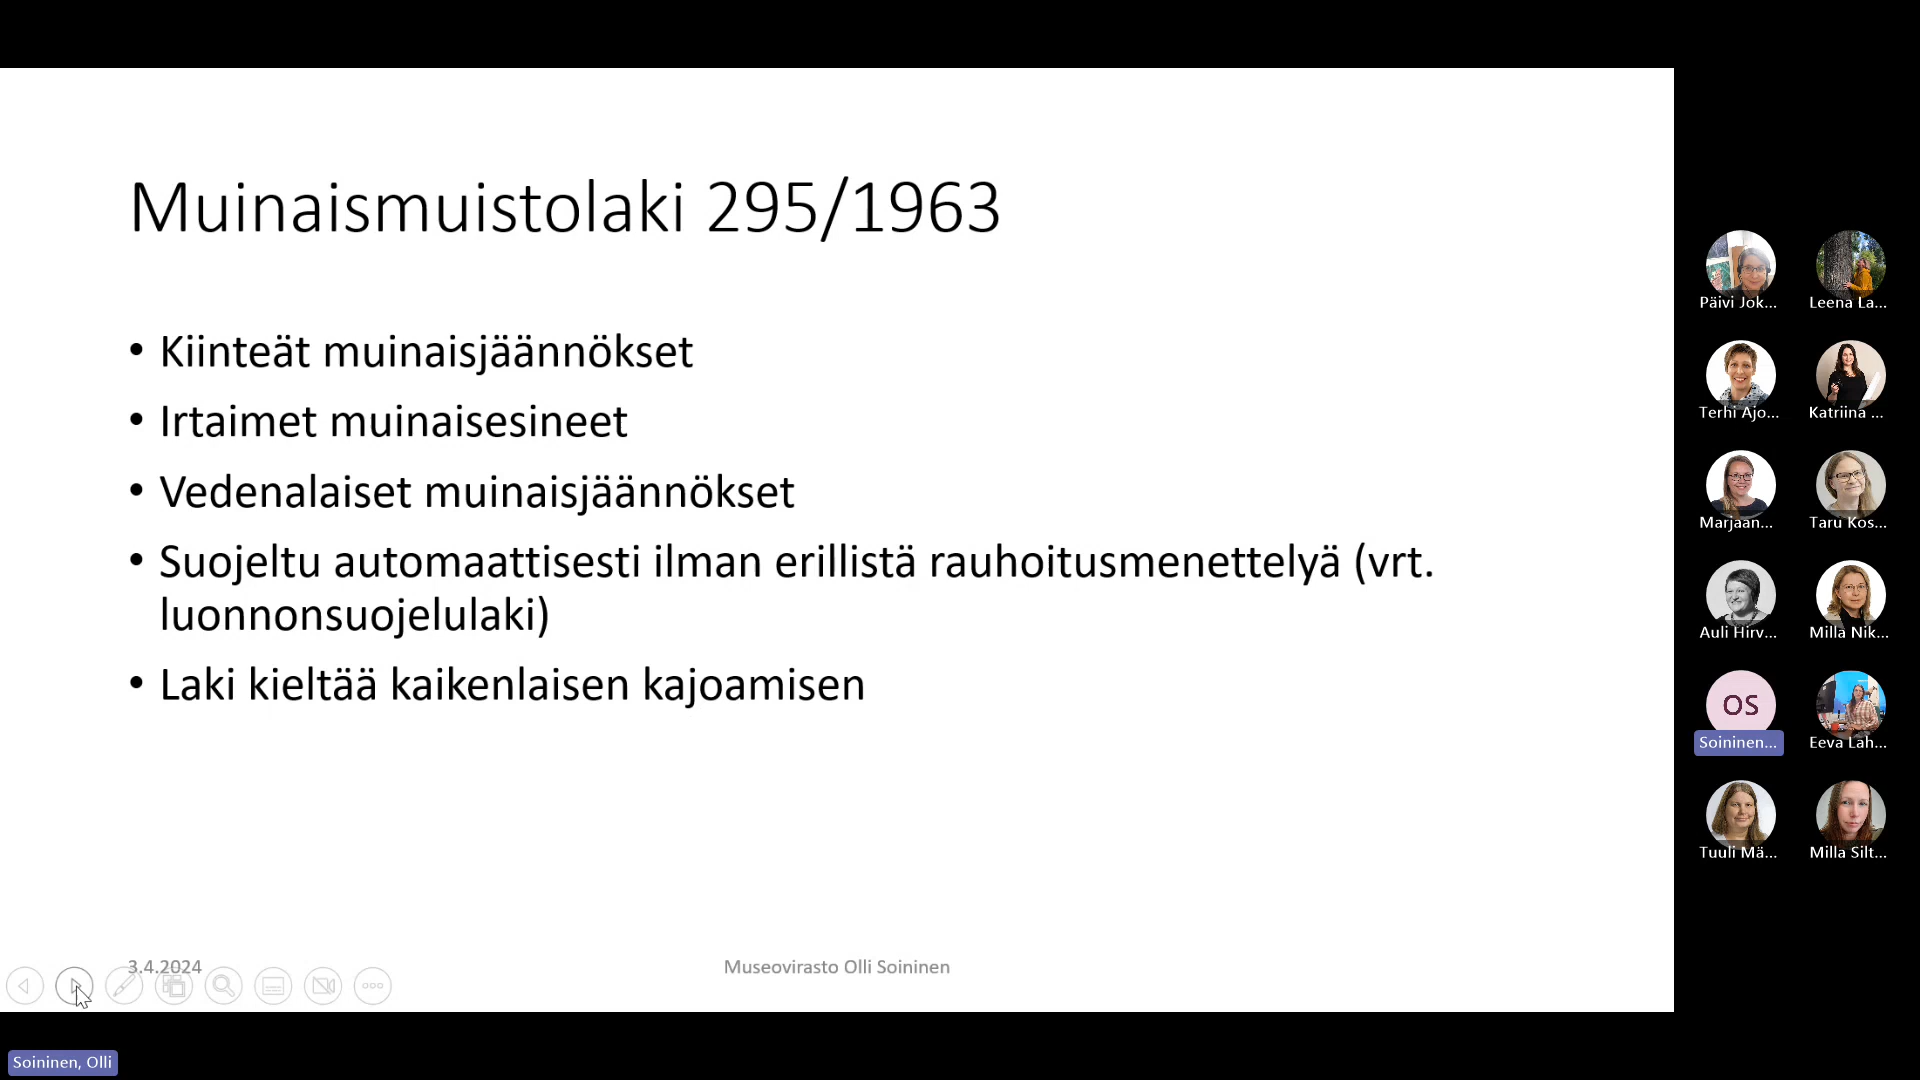 Muinaismuistolaki 295/1963
• Kiinteät muinaisjäännökset
• Irtaimet muinaisesineet
• Vedenalaiset muinaisjäännökset
• Suojeltu automaattisesti ilman erillistä rauhoitusmenettelyä (vrt.
luonnonsuojelulaki)
• Laki kieltää kaikenlaisen kajoamisen
3.4.2024
Museovirasto Olli Soininen
Päivi Jok...
Leena La...
Terhi Ajo...
Katriina ...
Marjaan...
Taru Kos...
Auli Hirv...
Milla Nik...
OS
Soininen...
Eeva Läh...
Tuuli Mä...
Milla Silt...
Soininen, Olli